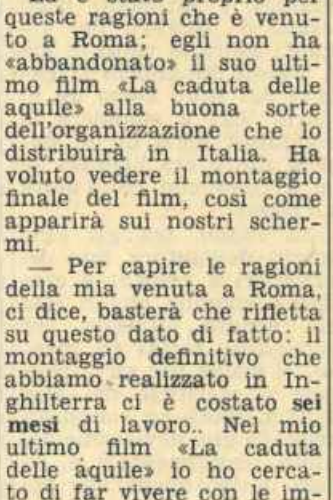 queste ragioni che è venu-
to a Roma; egli non ha
«abbandonato» il suo ulti-
mo film «La caduta delle
aquile» alla buona sorte
dell'organizzazione che lo
distribuirà in Italia. Ha
voluto vedere il montaggio
finale del film, così come
apparirà sui nostri scher-
mi.
— Per capire le ragioni
della mia venuta a Roma,
ci dice, basterà che rifletta
su questo dato di fatto: il
montaggio definitivo che
abbiamo realizzato in In-
ghilterra ci è costato sei
mesi di lavoro.. Nel mio
ultimo film «La caduta
delle aquile» io ho cerca-
to di far vivere con le im-